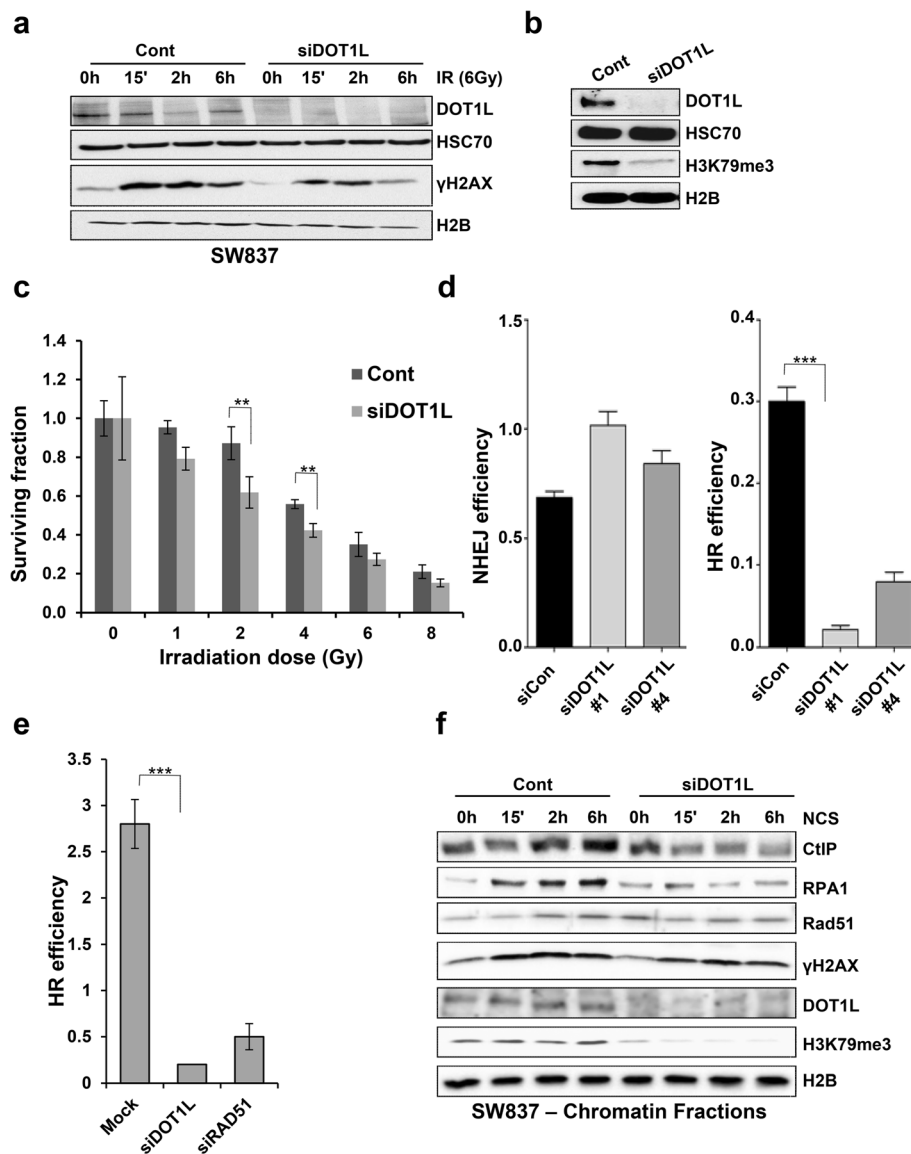 a
Cont siDOT1L
0h 15' 2h 6h 0h 15' 2h 6h IR (6Gy)
DOT1L
HSC70
γH2AX
H2B
SW837
b
Cont siDOT1L
DOT1L
HSC70
H3K79me3
H2B
c
1.4
1.2
1.0
0.8
0.6
0.4
0.2
0.0
Surviving fraction
Cont
siDOT1L
**
**
0 1 2 4 6 8
Irradiation dose (Gy)
d
1.5
1.0
0.5
0.0
NHEJ efficiency
siCon
siDOT1L
#1
siDOT1L
#4
0.4
0.3
0.2
0.1
0.0
HR efficiency
***
siCon
siDOT1L
#1
siDOT1L
#4
e
3.5
3
2.5
2
1.5
1
0.5
0
HR efficiency
***
Mock
siDOT1L
siRAD51
f
Cont siDOT1L
0h 15' 2h 6h 0h 15' 2h 6h NCS
CtIP
RPA1
Rad51
γH2AX
DOT1L
H3K79me3
H2B
SW837 – Chromatin Fractions